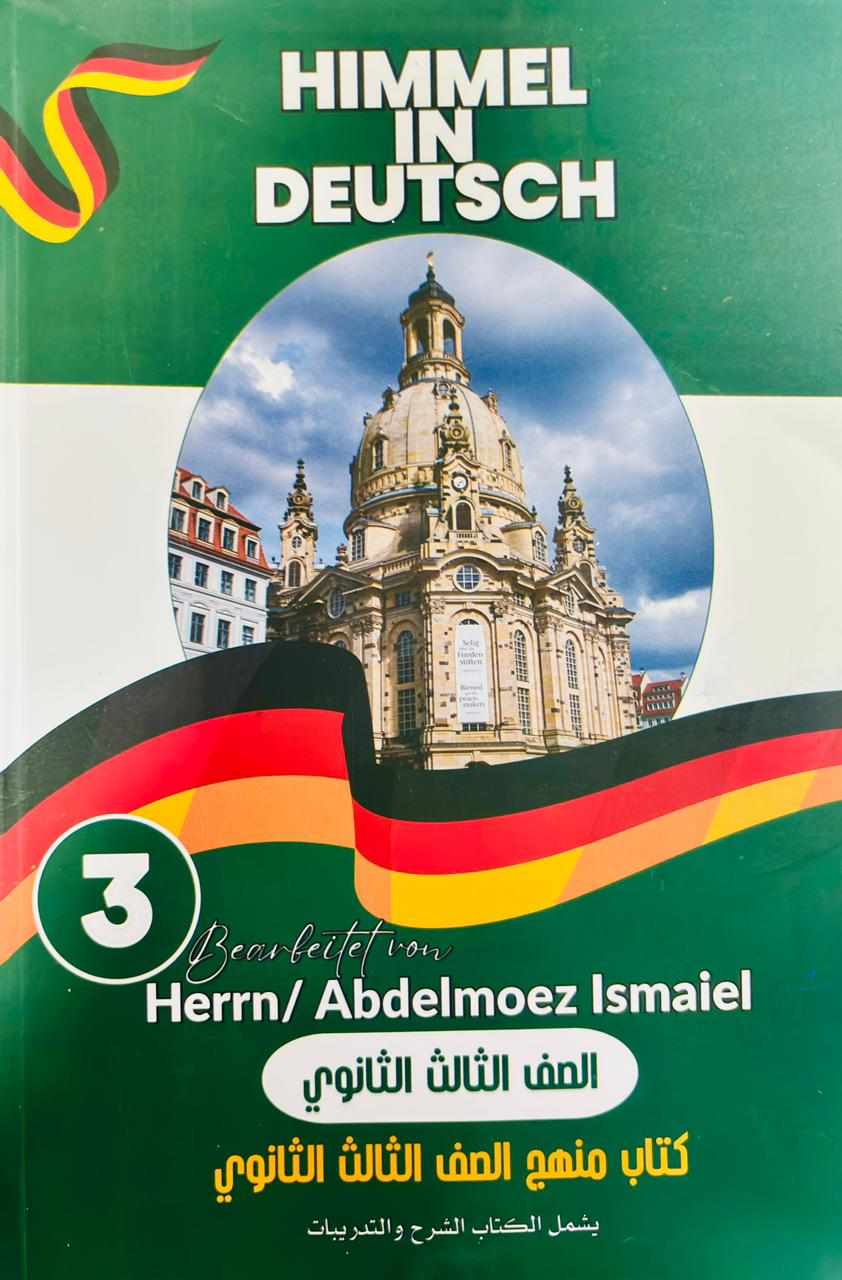 HIMMEL
IN
DEUTSCH
Selig
Frieden
stiften
Blessed
peace-
makers
3
Bearbeitet von
Herrn/ Abdelmoez Ismaiel
الصف الثالث الثانوي
كتاب منهج الصف الثالث الثانوي
يشمل الكتاب الشرح والتدريبات